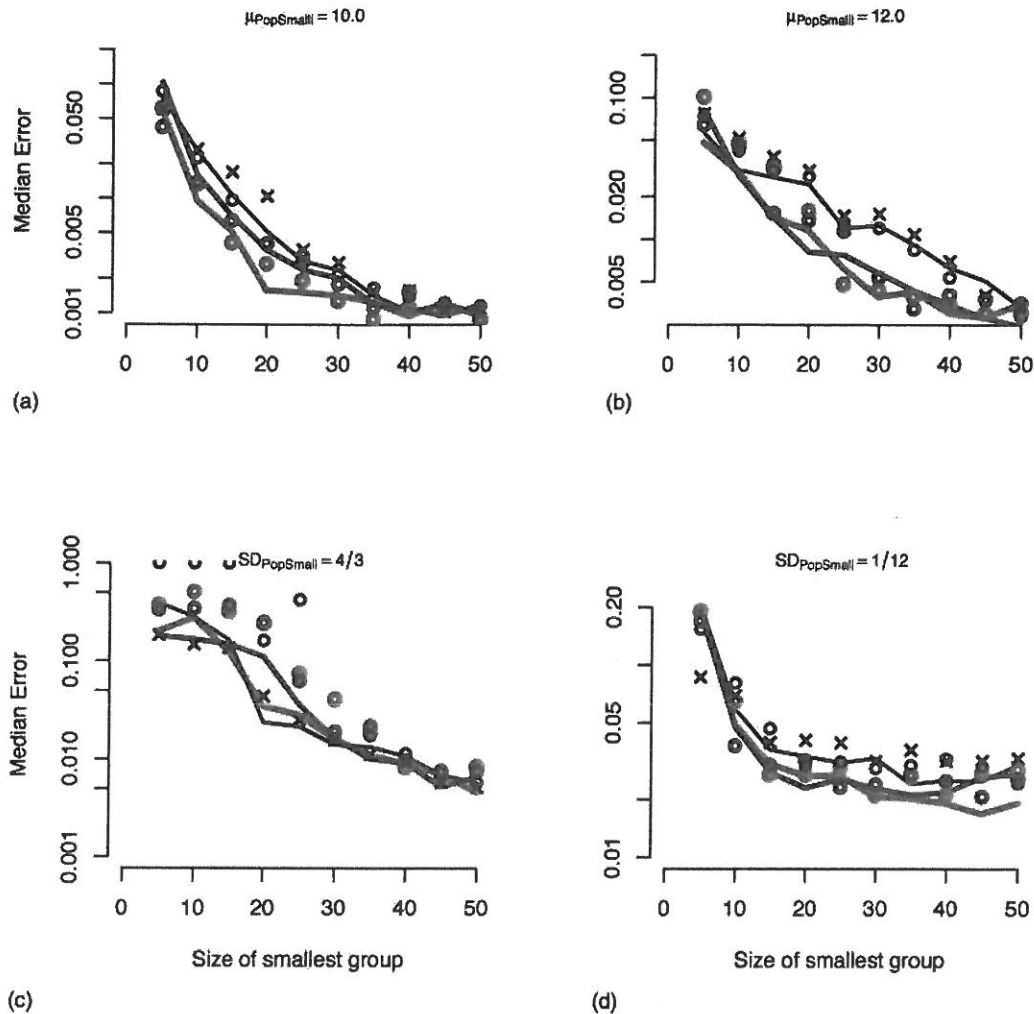 μPopSmall = 10.0
Median Error
0.050
0.005
0.001
0 10 20 30 40 50
(a)
μPopSmall = 12.0
0.100
0.020
0.005
0 10 20 30 40 50
(b)
SDPopSmall = 4/3
Median Error
1.000
0.100
0.010
0.001
0 10 20 30 40 50
Size of smallest group
(c)
SDPopSmall = 1/12
0.20
0.05
0.01
0 10 20 30 40 50
Size of smallest group
(d)